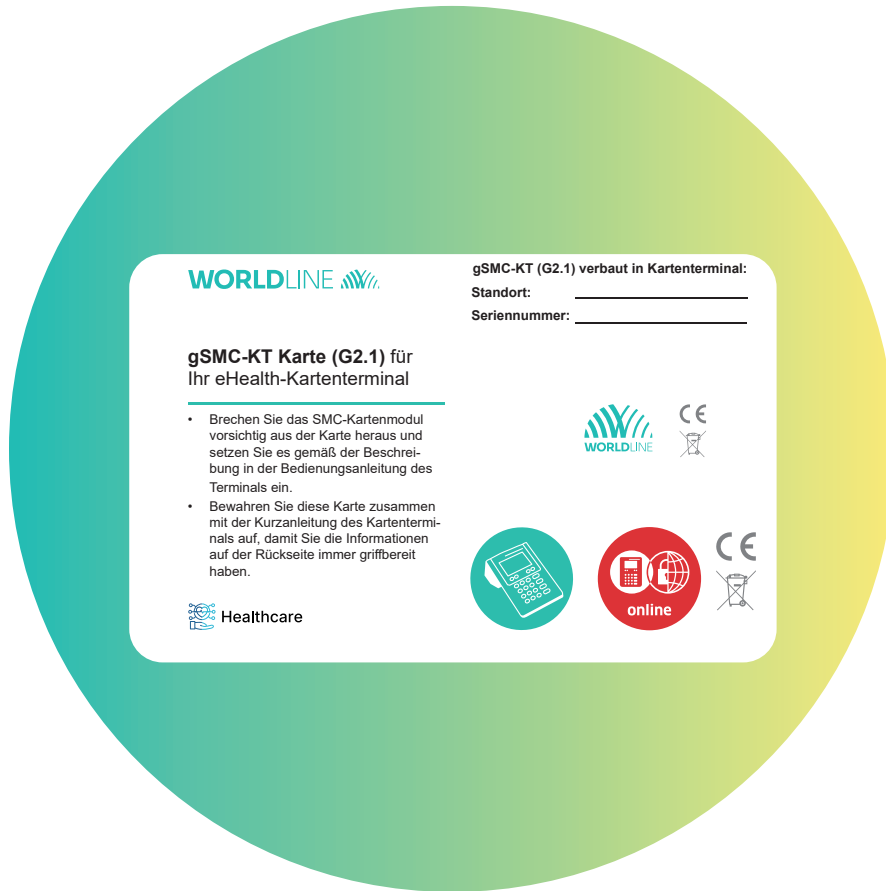 WORLDLINE
gSMC-KT Karte (G2.1) für
Ihr eHealth-Kartenterminal
• Brechen Sie das SMC-Kartenmodul
vorsichtig aus der Karte heraus und
setzen Sie es gemäß der Beschrei-
bung in der Bedienungsanleitung des
Terminals ein.
• Bewahren Sie diese Karte zusammen
mit der Kurzanleitung des Kartentermi-
nals auf, damit Sie die Informationen
auf der Rückseite immer griffbereit
haben.
Healthcare
gSMC-KT (G2.1) verbaut in Kartenterminal:
Standort:
Seriennummer:
WORLDLINE
CE
online
CE